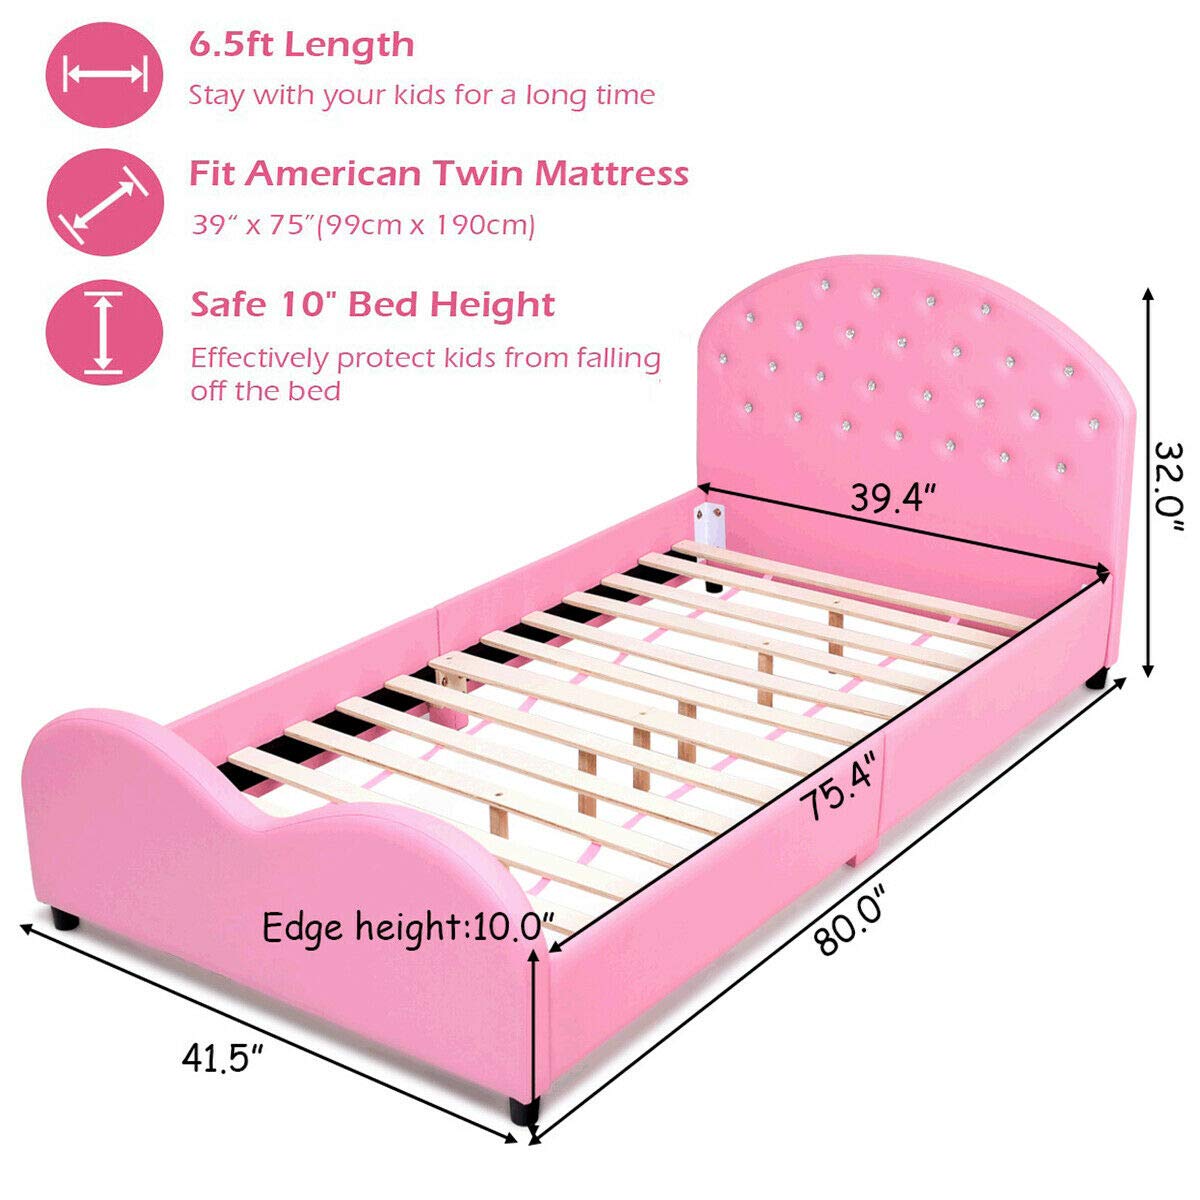 6.5ft Length
Stay with your kids for a long time
Fit American Twin Mattress
39“ x 75”(99cm x 190cm)
Safe 10" Bed Height
Effectively protect kids from falling
off the bed
39.4”
32.0”
75.4”
80.0”
Edge height:10.0”
41.5”